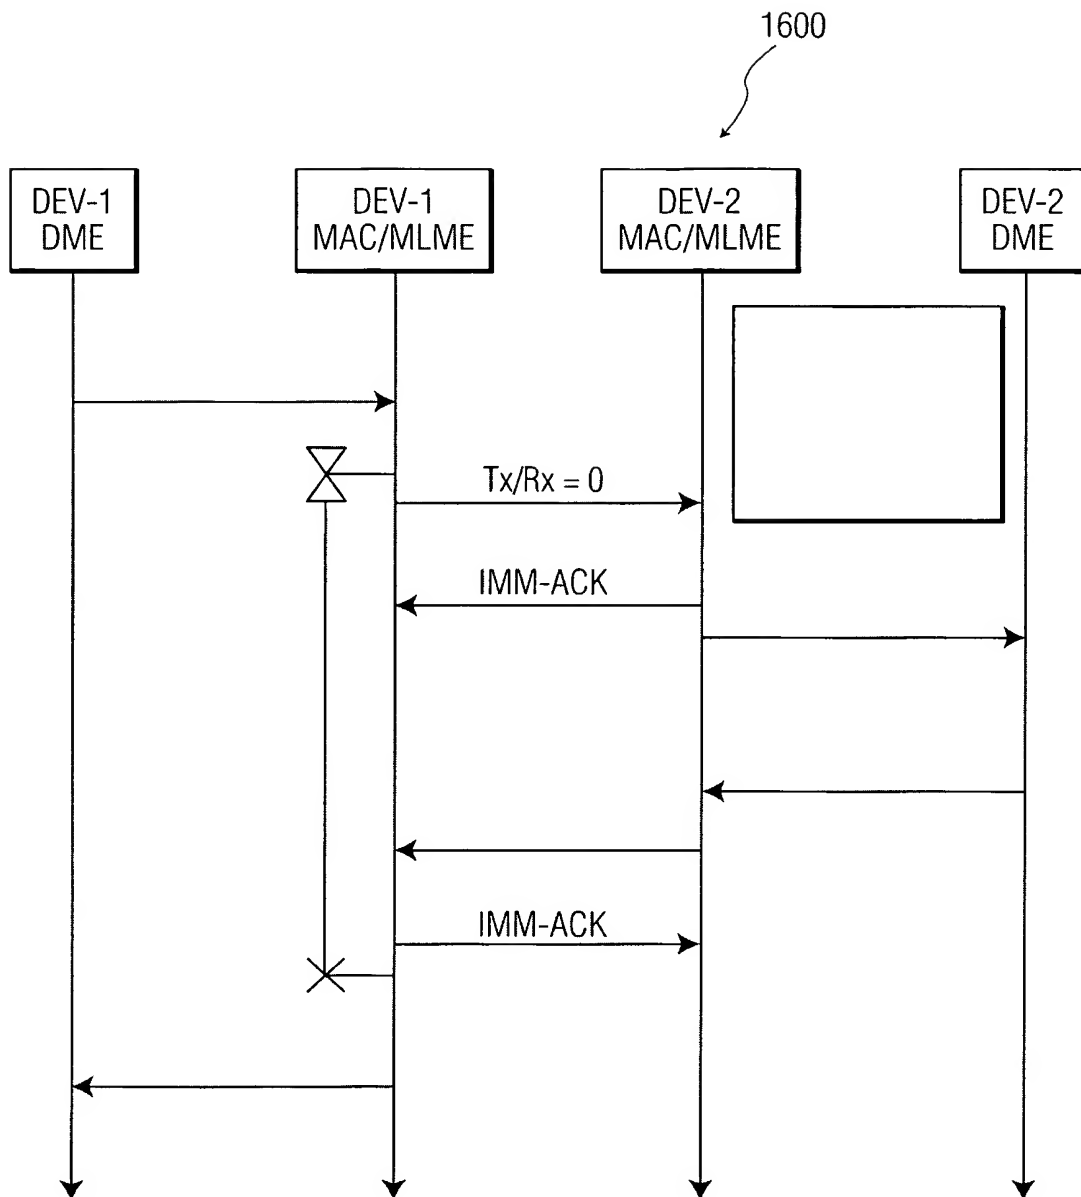 1600
DEV-1
DME
DEV-1
MAC/MLME
DEV-2
MAC/MLME
DEV-2
DME
Tx/Rx = 0
IMM-ACK
IMM-ACK